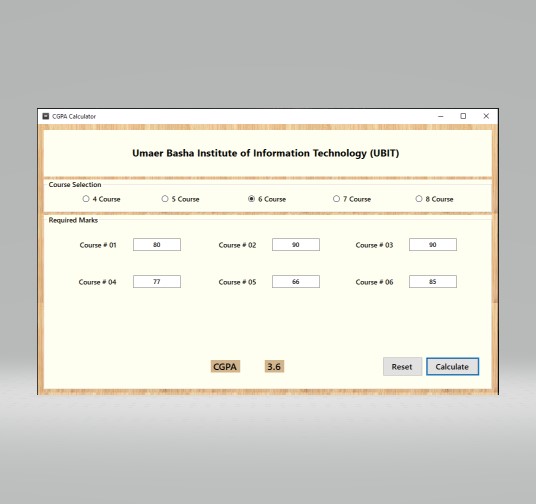 CGPA Calculator
Umaer Basha Institute of Information Technology (UBIT)
Course Selection
4 Course 5 Course 6 Course 7 Course 8 Course
Required Marks
Course # 01 80 Course # 02 90 Course # 03 90
Course # 04 77 Course # 05 66 Course # 06 85
CGPA 3.6 Reset Calculate